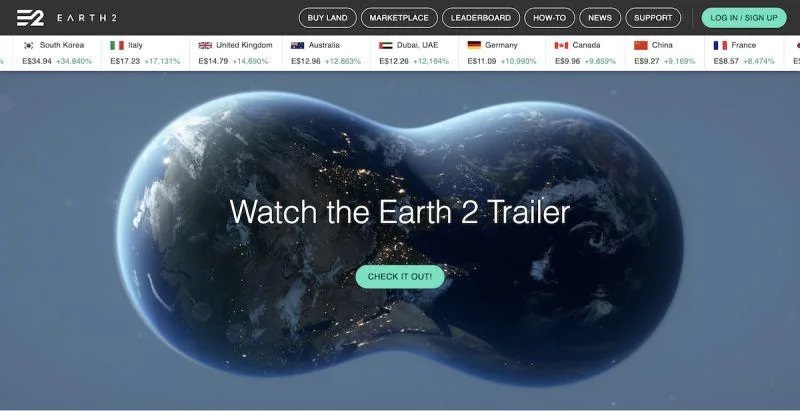 E2 EARTH 2 BUY LAND MARKETPLACE LEADERBOARD HOW-TO NEWS SUPPORT LOG IN / SIGN UP
South Korea Italy United Kingdom Australia Dubai, UAE Germany Canada China France
% E$34.94 +34,840% E$17.23 +17,131% E$14.79 +14,690% E$12.96 +12,863% E$12.26 +12,164% E$11.09 +10,993% E$9.96 +9,859% E$9.27 +9,169% E$8.57 +8,474% E$
Watch the Earth 2 Trailer
CHECK IT OUT!